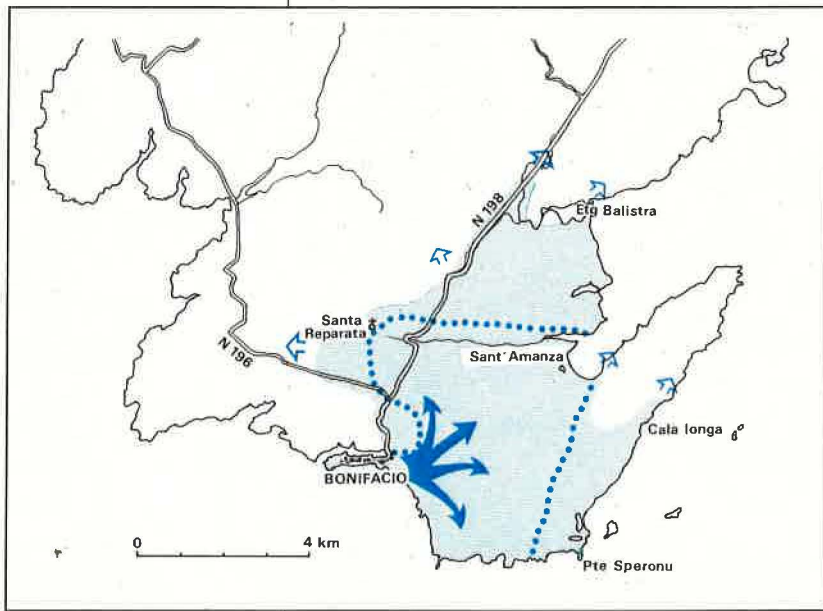 N 198
Etg Balistra
Santa
Reparata
N 196
Sant' Amanza
Cala longa
BONIFACIO
0 4 km
Pte Speronu